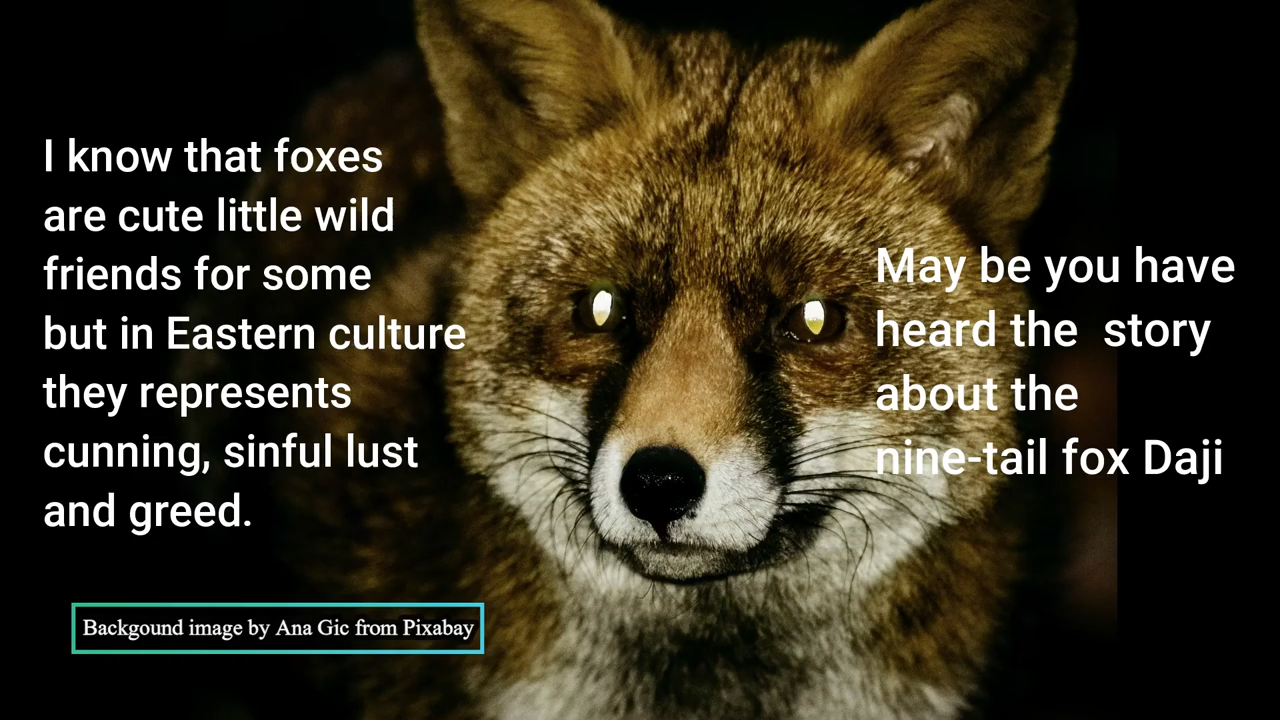 I know that foxes
are cute little wild
friends for some
but in Eastern culture
they represents
cunning, sinful lust
and greed.
May be you have
heard the  story
about the
nine-tail fox Daji
Backgound image by Ana Gic from Pixabay